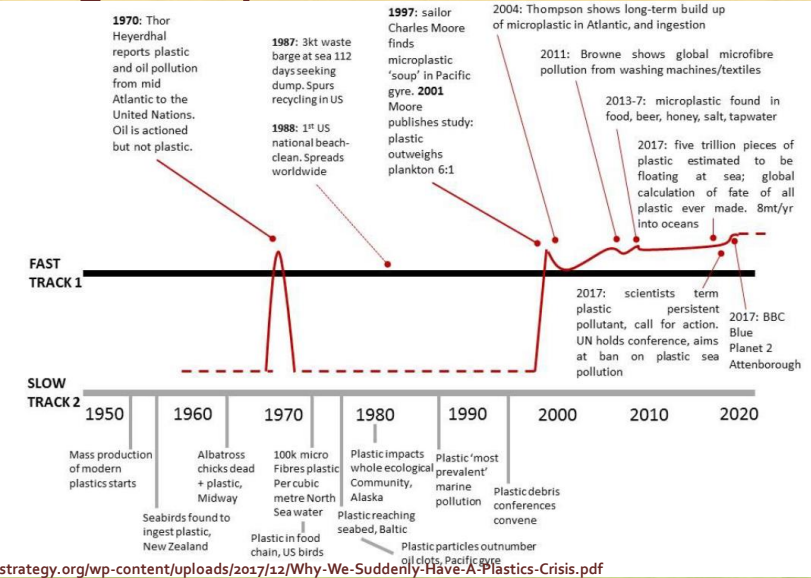 1970: Thor
Heyerdhal
reports plastic
and oil pollution
from mid
Atlantic to the
United Nations.
Oil is actioned
but not plastic.
1987: 3kt waste
barge at sea 112
days seeking
dump. Spurs
recycling in US
1988: 1st US
national beach-
clean. Spreads
worldwide
1997: sailor
Charles Moore
finds
microplastic
‘soup’ in Pacific
gyre. 2001
Moore
publishes study:
plastic
outweighs
plankton 6:1
2004: Thompson shows long-term build up
of microplastic in Atlantic, and ingestion
2011: Browne shows global microfibre
pollution from washing machines/textiles
2013-7: microplastic found in
food, beer, honey, salt, tapwater
2017: five trillion pieces of
plastic estimated to be
floating at sea; global
calculation of fate of all
plastic ever made. 8mt/yr
into oceans
FAST
TRACK 1
2017: scientists term
plastic persistent
pollutant, call for action.
UN holds conference, aims
at ban on plastic sea
pollution
2017: BBC
Blue
Planet 2
Attenborough
SLOW
TRACK 2
1950 1960 1970 1980 1990 2000 2010 2020
Mass production
of modern
plastics starts
Seabirds found to
ingest plastic,
New Zealand
Albatross
chicks dead
+ plastic,
Midway
100k micro
Fibres plastic
Per cubic
metre North
Sea water
Plastic in food
chain, US birds
Plastic impacts
whole ecological
Community,
Alaska
Plastic reaching
seabed, Baltic
Plastic particles outnumber
oil clots, Pacific gyre
Plastic ‘most
prevalent’
marine
pollution
Plastic debris
conferences
convene
strategy.org/wp-content/uploads/2017/12/Why-We-Suddenly-Have-A-Plastics-Crisis.pdf